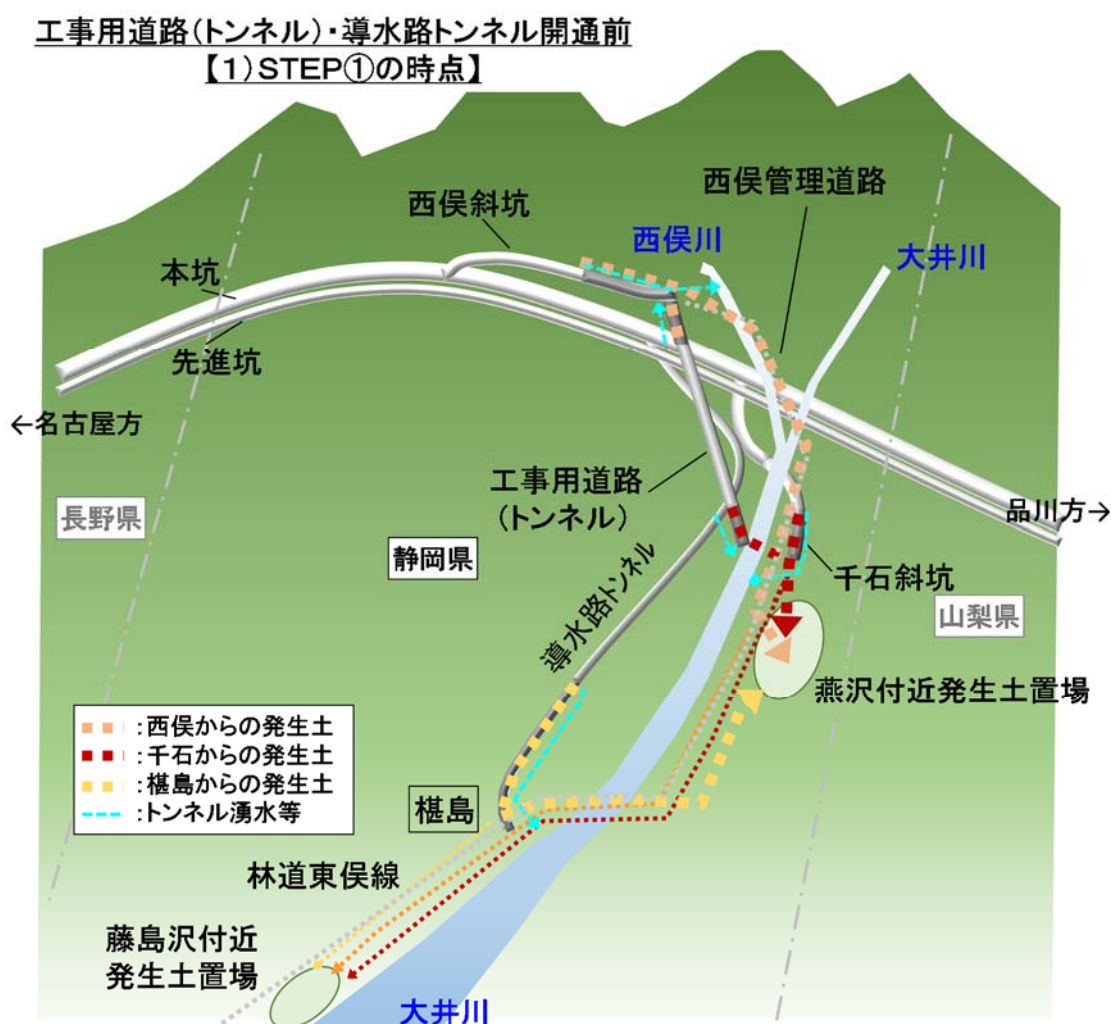 工事用道路(トンネル)・導水路トンネル開通前
【1)STEP①の時点】
西俣管理道路
西俣斜坑
西俣川
大井川
本坑
先進坑
←名古屋方
工事用道路
(トンネル)
品川方→
長野県
静岡県
千石斜坑
山梨県
導水路トンネル
燕沢付近発生土置場
:西俣からの発生土
:千石からの発生土
:椹島からの発生土
:トンネル湧水等
椹島
林道東俣線
藤島沢付近
発生土置場
大井川